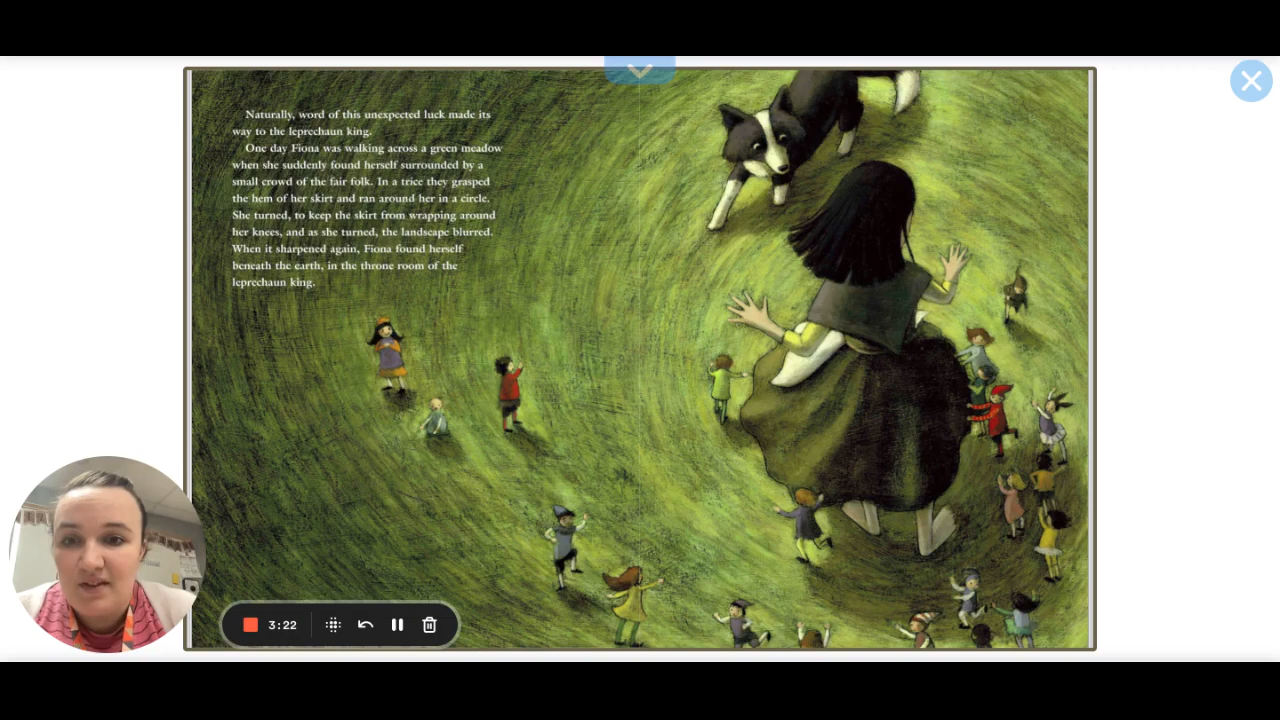 Naturally, word of this unexpected luck made its
way to the leprechaun king.
One day Fiona was walking across a green meadow
when she suddenly found herself surrounded by a
small crowd of the fair folk. In a trice they grasped
the hem of her skirt and ran around her in a circle.
She turned, to keep the skirt from wrapping around
her knees, and as she turned, the landscape blurred.
When it sharpened again, Fiona found herself
beneath the earth, in the throne room of the
leprechaun king.
3:22